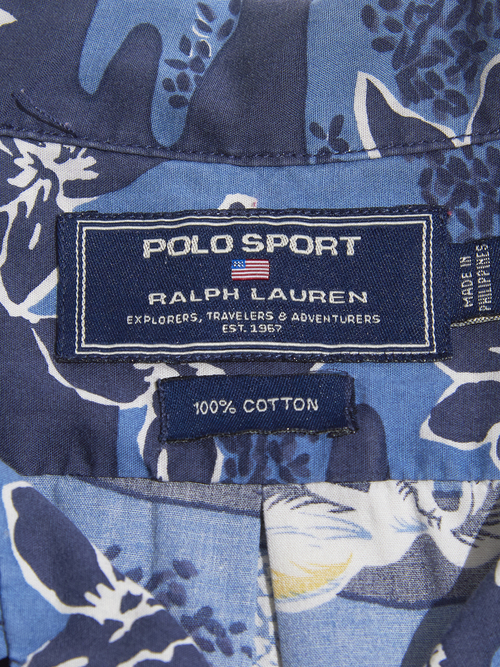 POLO SPORT
RALPH LAUREN
EXPLORERS, TRAVELERS & ADVENTURERS
EST. 1967
MADE IN
PHILIPPINES
100% COTTON